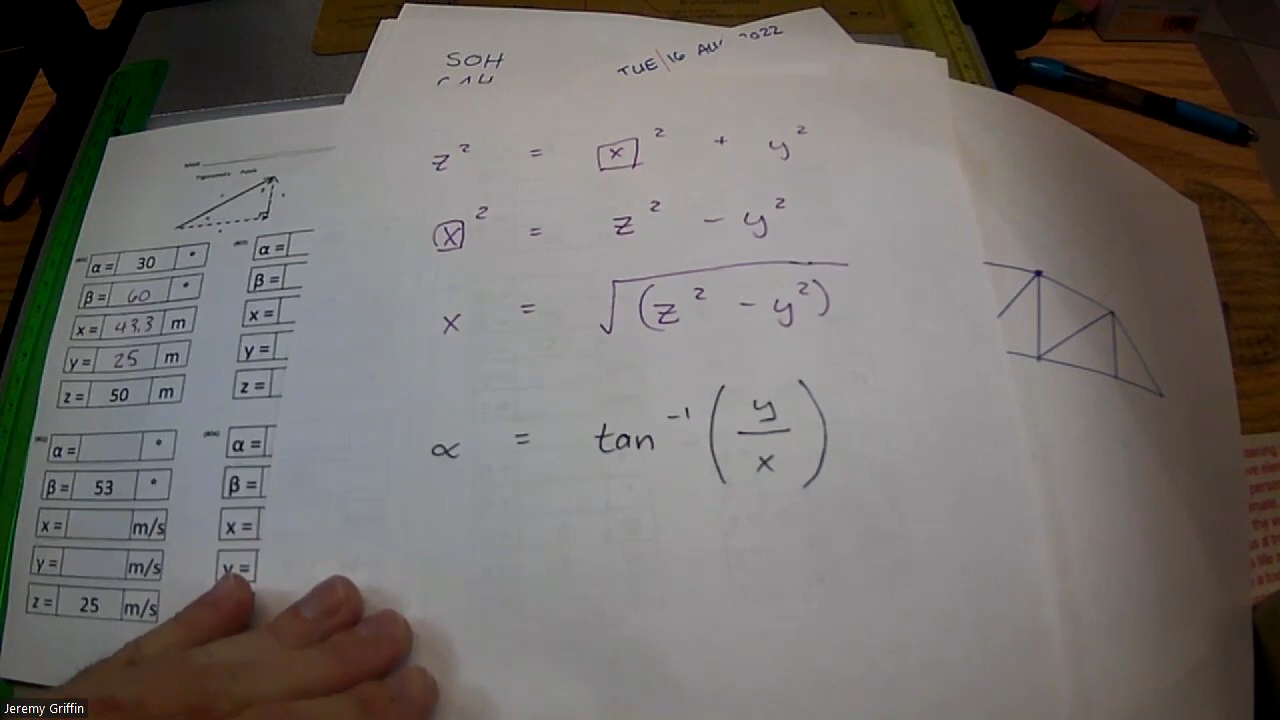 SOH
TUE/16 AU 2022
z² = x² + y²
x² = z² - y²
x = √(z² - y²)
α = tan⁻¹ (y/x)
α = 30 °
β = 60 °
x = 43.3 m
y = 25 m
z = 50 m
α =
β =
x =
y =
z =
α = °
β = 53 °
x = m/s
y = m/s
z = 25 m/s
α =
β =
x =
y =
Jeremy Griffin